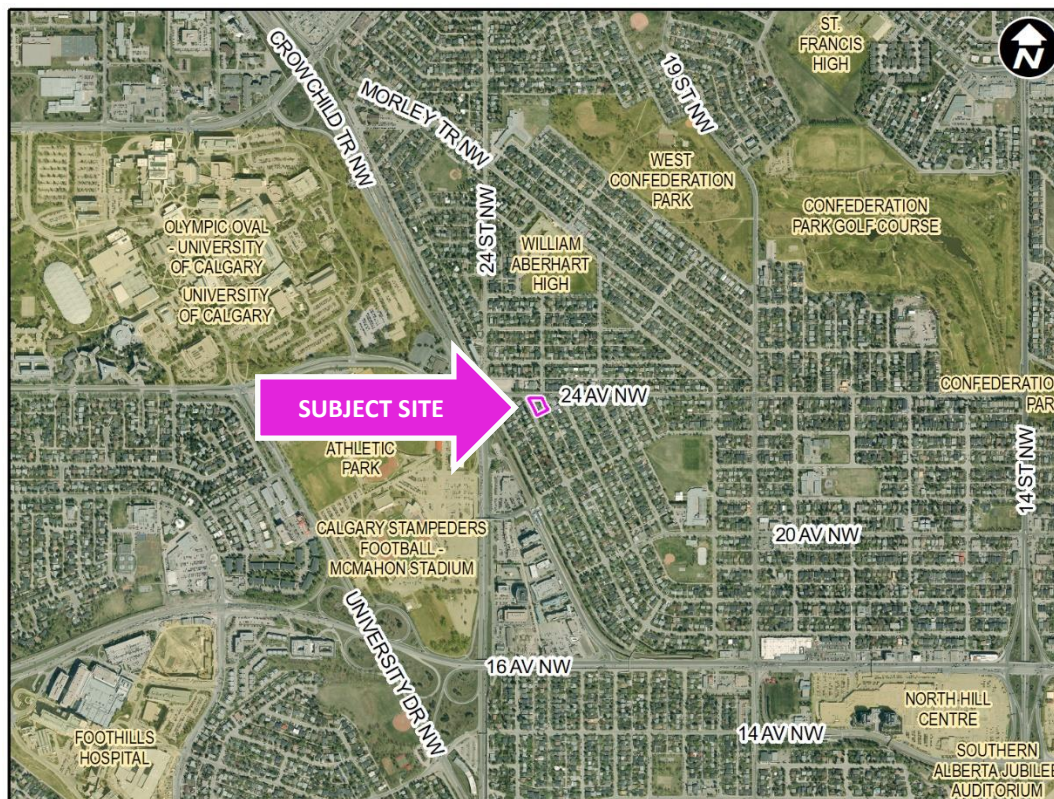 ST.
FRANCIS
HIGH
N
CROWCHILD TR NW
19 ST NW
MORLEY TR NW
WEST
CONFEDERATION
PARK
CONFEDERATION
PARK GOLF COURSE
24 ST NW
OLYMPIC OVAL
- UNIVERSITY
OF CALGARY
WILLIAM
ABERHART
HIGH
UNIVERSITY
OF CALGARY
SUBJECT SITE
24 AV NW
CONFEDERATIO
PARK
ATHLETIC
PARK
14 ST NW
CALGARY STAMPEDERS
FOOTBALL -
MCMAHON STADIUM
20 AV NW
UNIVERSITY DR NW
16 AV NW
NORTH HILL
CENTRE
FOOTHILLS
HOSPITAL
14 AV NW
SOUTHERN
ALBERTA JUBILEE
AUDITORIUM